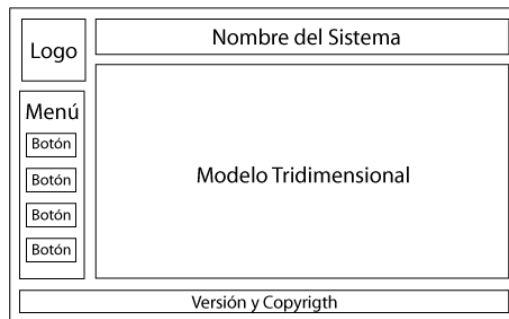 Logo
Nombre del Sistema
Menú
Botón
Botón
Botón
Botón
Modelo Tridimensional
Versión y Copyrigth